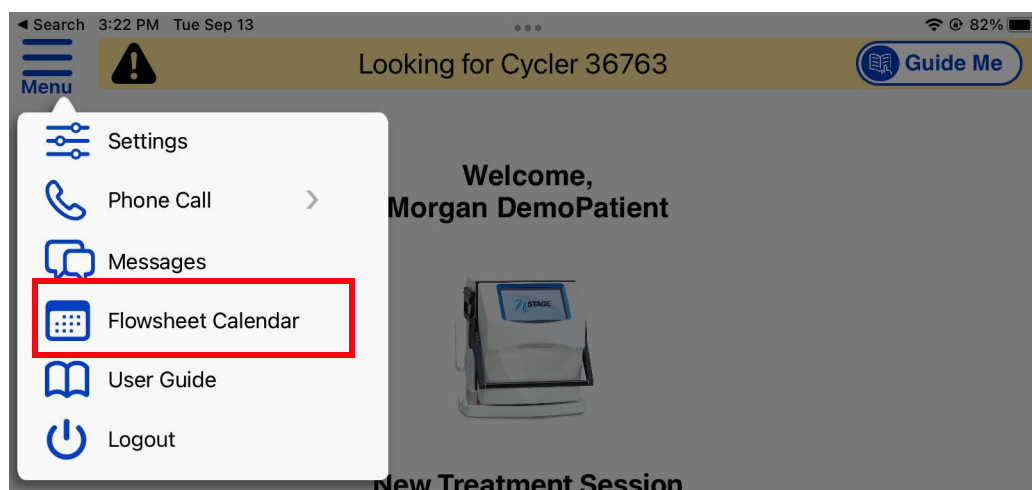 ◀ Search 3:22 PM Tue Sep 13 82%
Menu
Looking for Cycler 36763
Guide Me
Settings
Phone Call
Messages
Flowsheet Calendar
User Guide
Logout
Welcome,
Morgan DemoPatient
STAGE
New Treatment Session